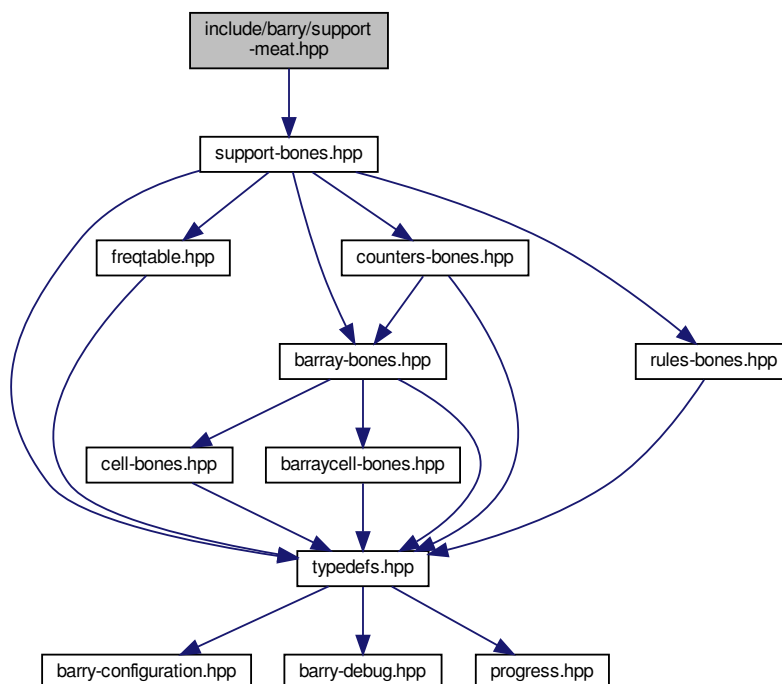 include/barry/support
-meat.hpp
support-bones.hpp
freqtable.hpp
counters-bones.hpp
barray-bones.hpp
rules-bones.hpp
cell-bones.hpp
barraycell-bones.hpp
typedefs.hpp
barry-configuration.hpp
barry-debug.hpp
progress.hpp